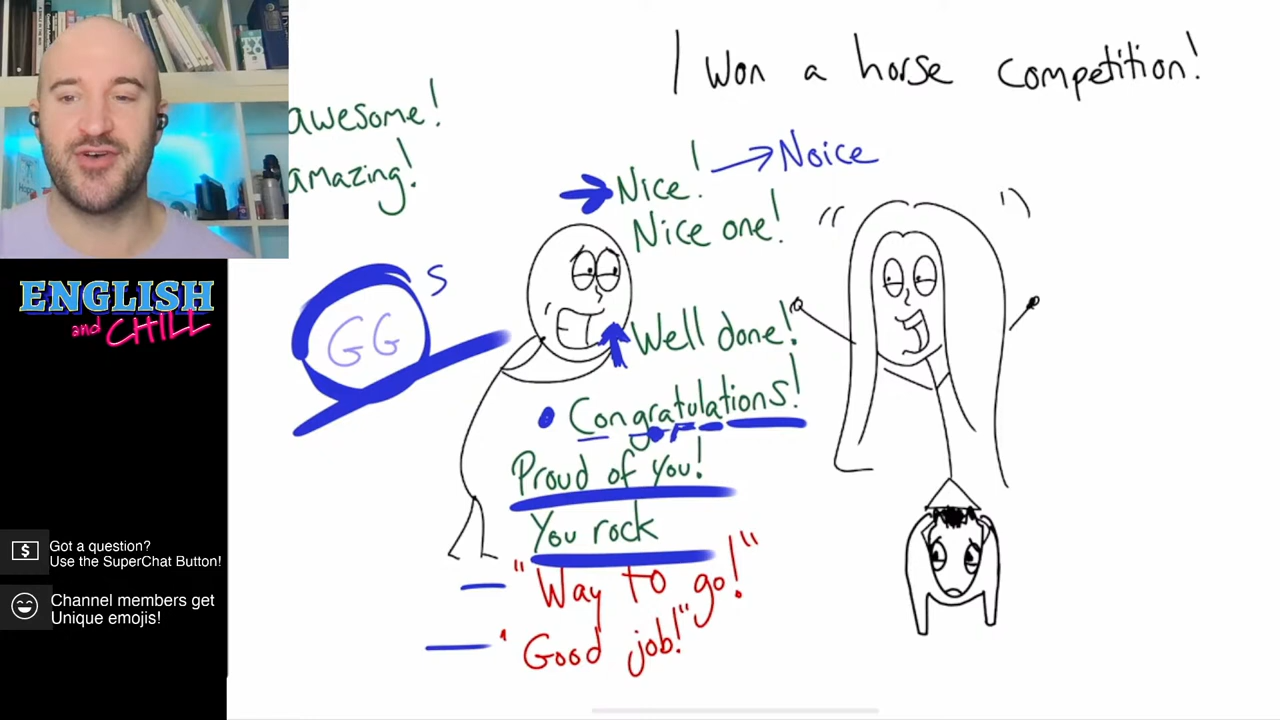 I won a horse competition!
awesome!
amazing!
Nice! → Noice
Nice one!
GG s
Well done!
Congratulations!
Proud of you!
You rock
"Way to go!"
"Good job!"
ENGLISH
and CHILL
$
Got a question?
Use the SuperChat Button!
Channel members get
Unique emojis!